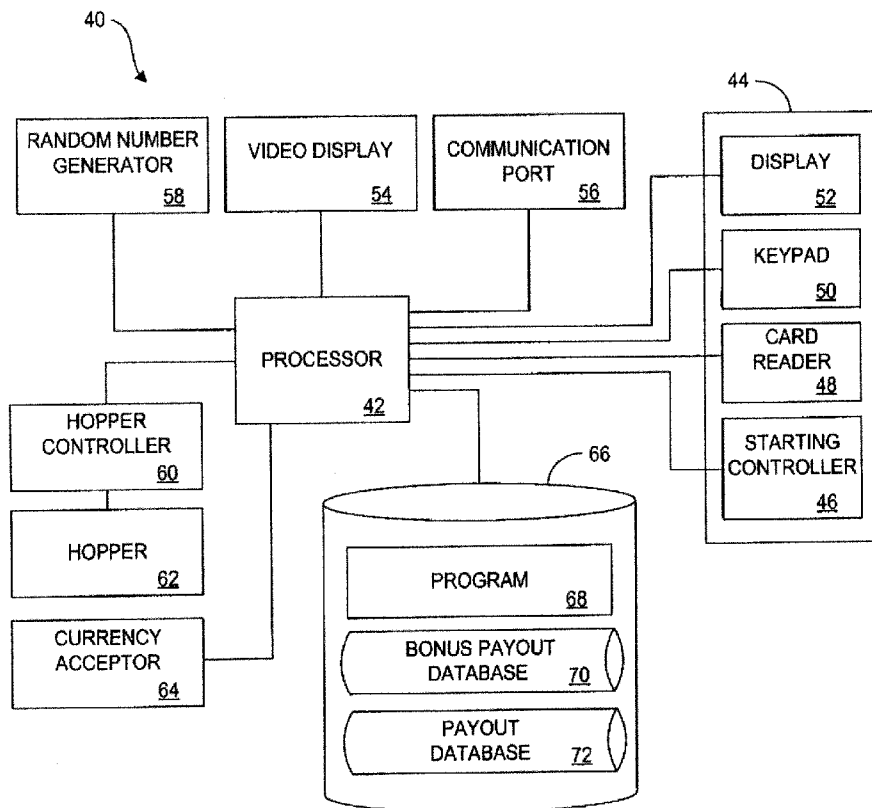 40
44
RANDOM NUMBER
GENERATOR
58
VIDEO DISPLAY
54
COMMUNICATION
PORT
56
DISPLAY
52
KEYPAD
50
CARD
READER
48
STARTING
CONTROLLER
46
PROCESSOR
42
HOPPER
CONTROLLER
60
HOPPER
62
CURRENCY
ACCEPTOR
64
66
PROGRAM
68
BONUS PAYOUT
DATABASE
70
PAYOUT
DATABASE
72